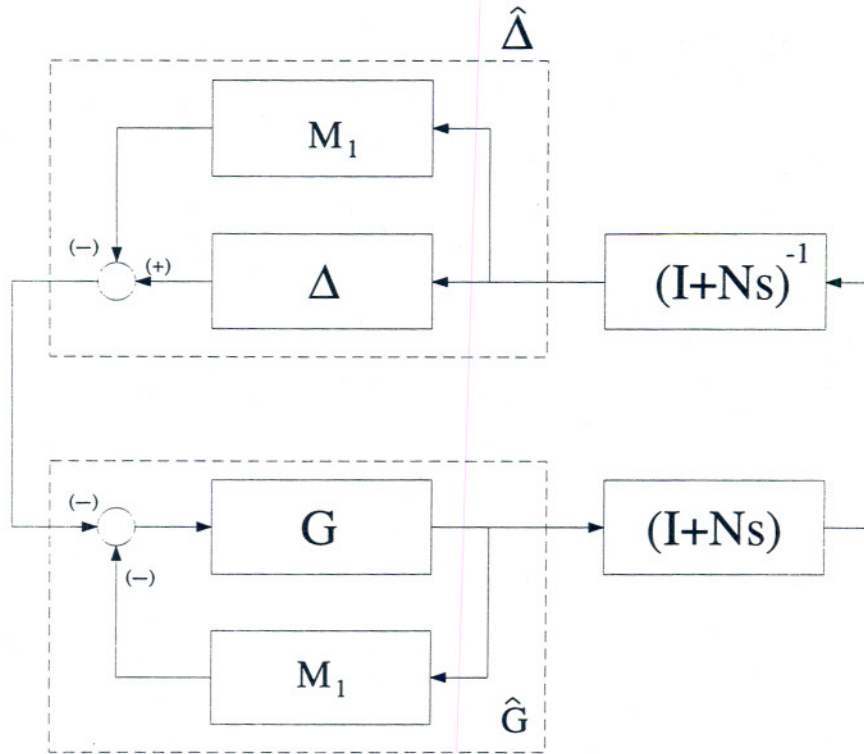 Δ̂
M₁
(−)
(+)
Δ
(I+Ns)⁻¹
(−)
G
(I+Ns)
(−)
M₁
Ĝ